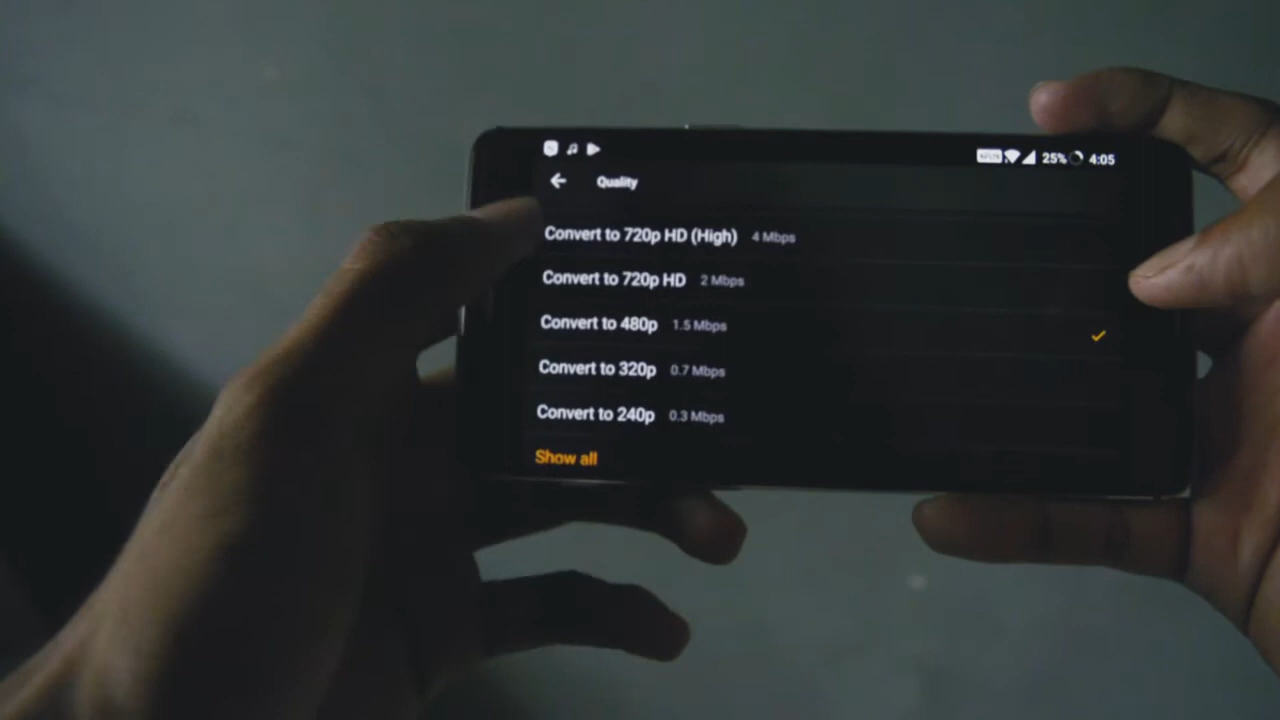 25% 4:05
Quality
Convert to 720p HD (High) 4 Mbps
Convert to 720p HD 2 Mbps
Convert to 480p 1.5 Mbps
Convert to 320p 0.7 Mbps
Convert to 240p 0.3 Mbps
Show all